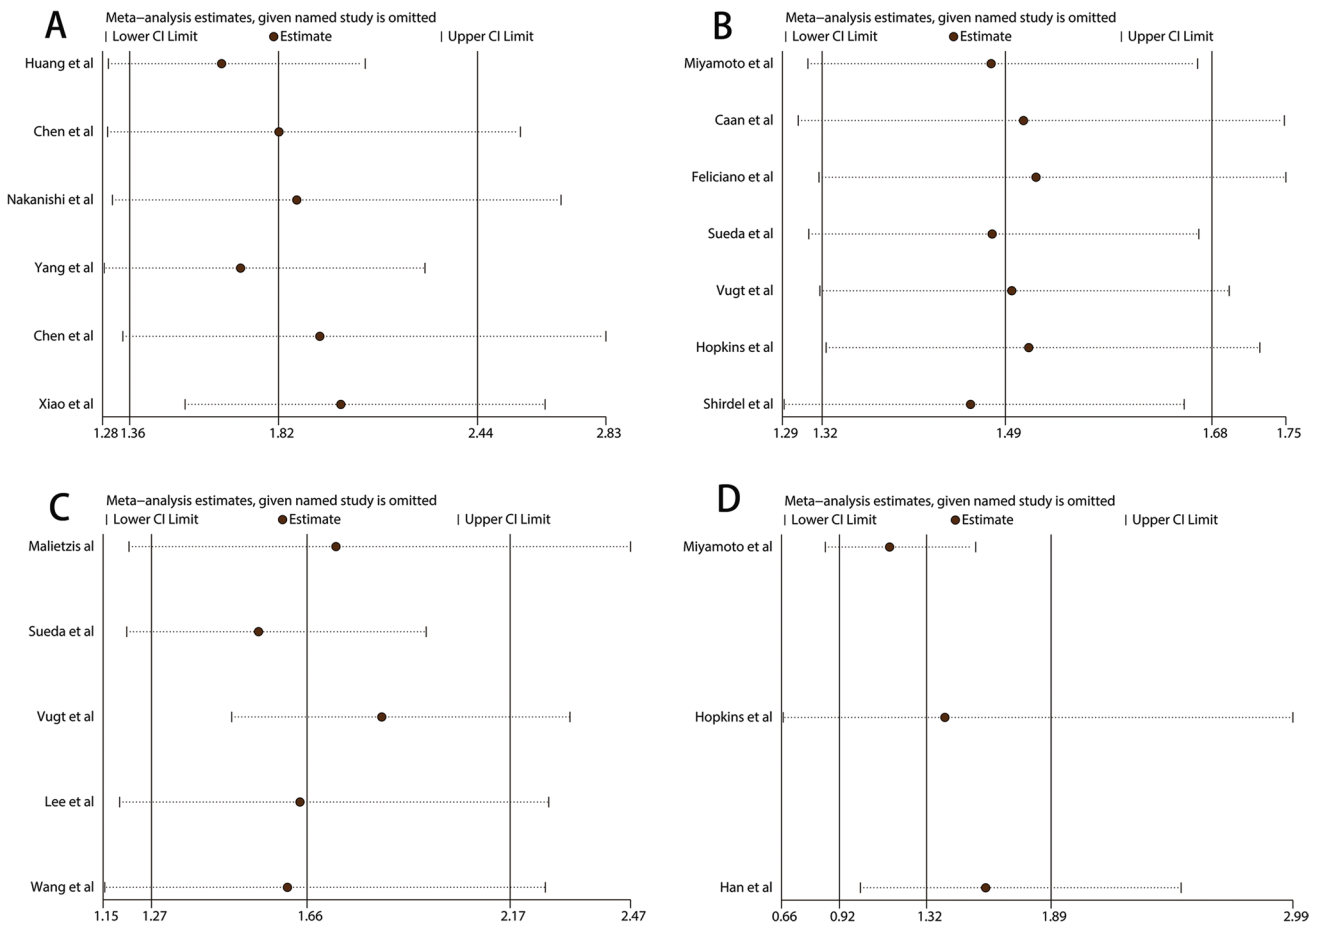 A
Meta−analysis estimates, given named study is omitted
| Lower CI Limit Estimate | Upper CI Limit
Huang et al
Chen et al
Nakanishi et al
Yang et al
Chen et al
Xiao et al
1.28 1.36 1.82 2.44 2.83
B
Meta−analysis estimates, given named study is omitted
| Lower CI Limit Estimate | Upper CI Limit
Miyamoto et al
Caan et al
Feliciano et al
Sueda et al
Vugt et al
Hopkins et al
Shirdel et al
1.29 1.32 1.49 1.68 1.75
C
Meta−analysis estimates, given named study is omitted
| Lower CI Limit Estimate | Upper CI Limit
Malietzis al
Sueda et al
Vugt et al
Lee et al
Wang et al
1.15 1.27 1.66 2.17 2.47
D
Meta−analysis estimates, given named study is omitted
| Lower CI Limit Estimate | Upper CI Limit
Miyamoto et al
Hopkins et al
Han et al
0.66 0.92 1.32 1.89 2.99